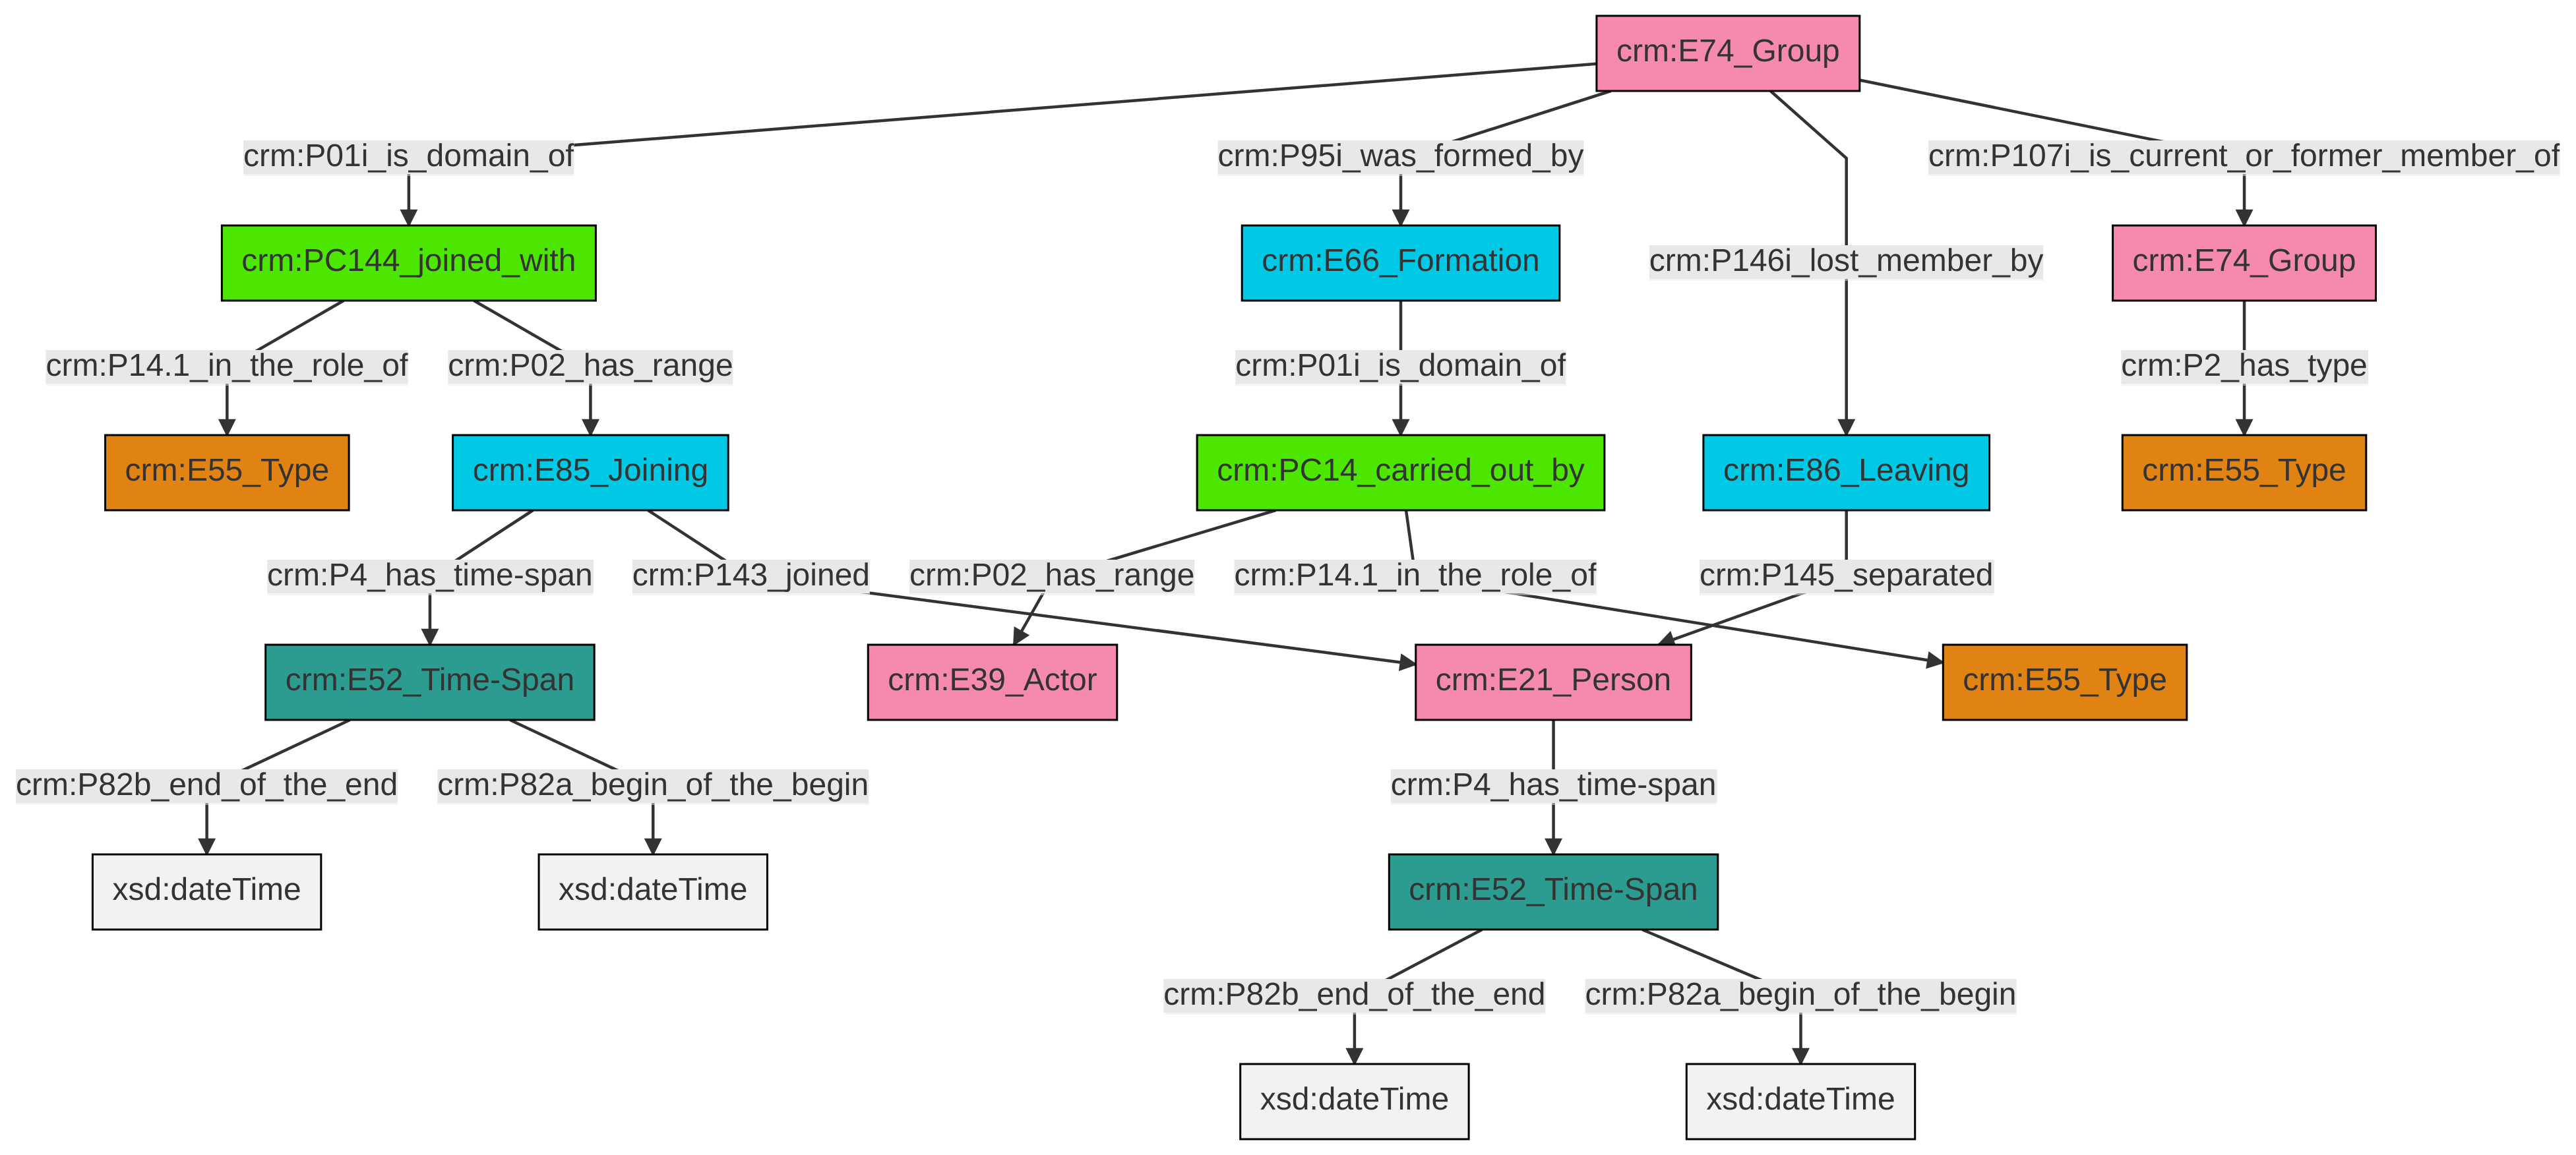 crm:E74_Group
crm:P01i_is_domain_of
crm:P95i_was_formed_by
crm:P107i_is_current_or_former_member_of
crm:PC144_joined_with
crm:E66_Formation
crm:P146i_lost_member_by
crm:E74_Group
crm:P14.1_in_the_role_of
crm:P02_has_range
crm:P01i_is_domain_of
crm:P2_has_type
crm:E55_Type
crm:E85_Joining
crm:PC14_carried_out_by
crm:E86_Leaving
crm:E55_Type
crm:P4_has_time-span
crm:P143_joined
crm:P02_has_range
crm:P14.1_in_the_role_of
crm:P145_separated
crm:E52_Time-Span
crm:E39_Actor
crm:E21_Person
crm:E55_Type
crm:P82b_end_of_the_end
crm:P82a_begin_of_the_begin
crm:P4_has_time-span
xsd:dateTime
xsd:dateTime
crm:E52_Time-Span
crm:P82b_end_of_the_end
crm:P82a_begin_of_the_begin
xsd:dateTime
xsd:dateTime